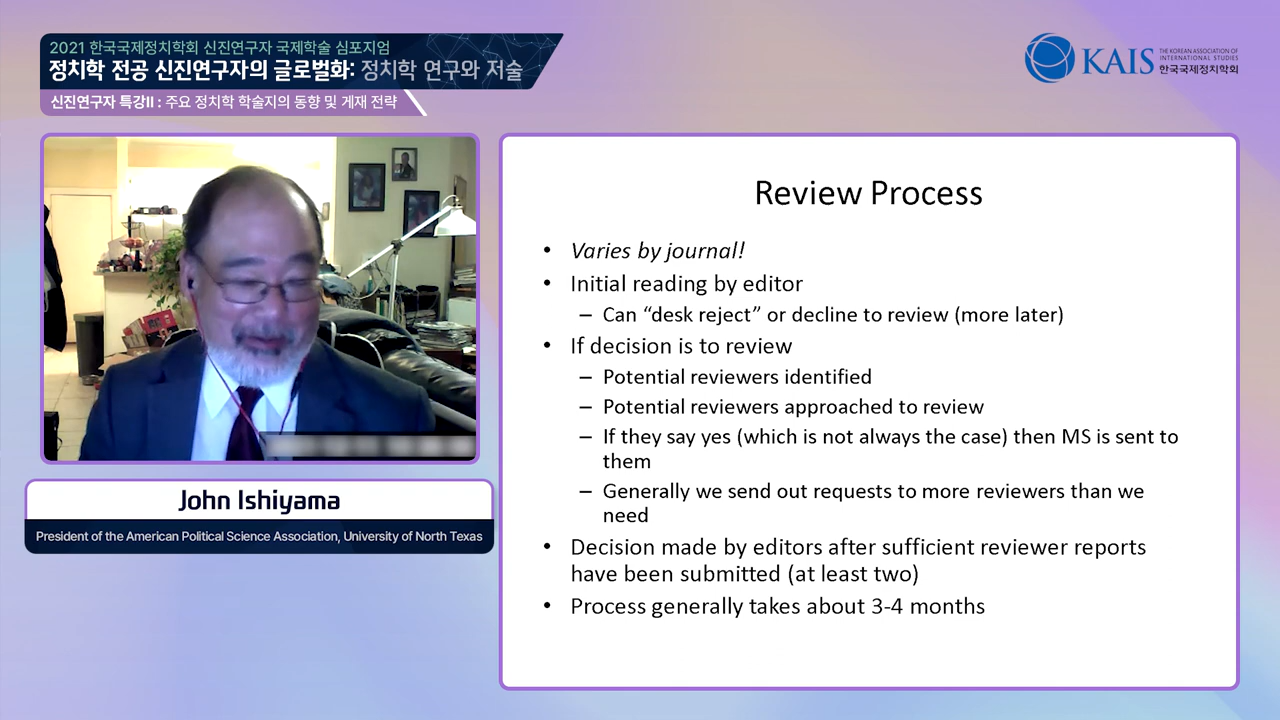 2021 한국국제정치학회 신진연구자 국제학술 심포지엄
정치학 전공 신진연구자의 글로벌화: 정치학 연구와 저술
신진연구자 특강II : 주요 정치학 학술지의 동향 및 게재 전략
KAIS
THE KOREAN ASSOCIATION OF
INTERNATIONAL STUDIES
한국국제정치학회
John Ishiyama
President of the American Political Science Association, University of North Texas
Review Process
• Varies by journal!
• Initial reading by editor
– Can “desk reject” or decline to review (more later)
• If decision is to review
– Potential reviewers identified
– Potential reviewers approached to review
– If they say yes (which is not always the case) then MS is sent to
them
– Generally we send out requests to more reviewers than we
need
• Decision made by editors after sufficient reviewer reports
have been submitted (at least two)
• Process generally takes about 3-4 months